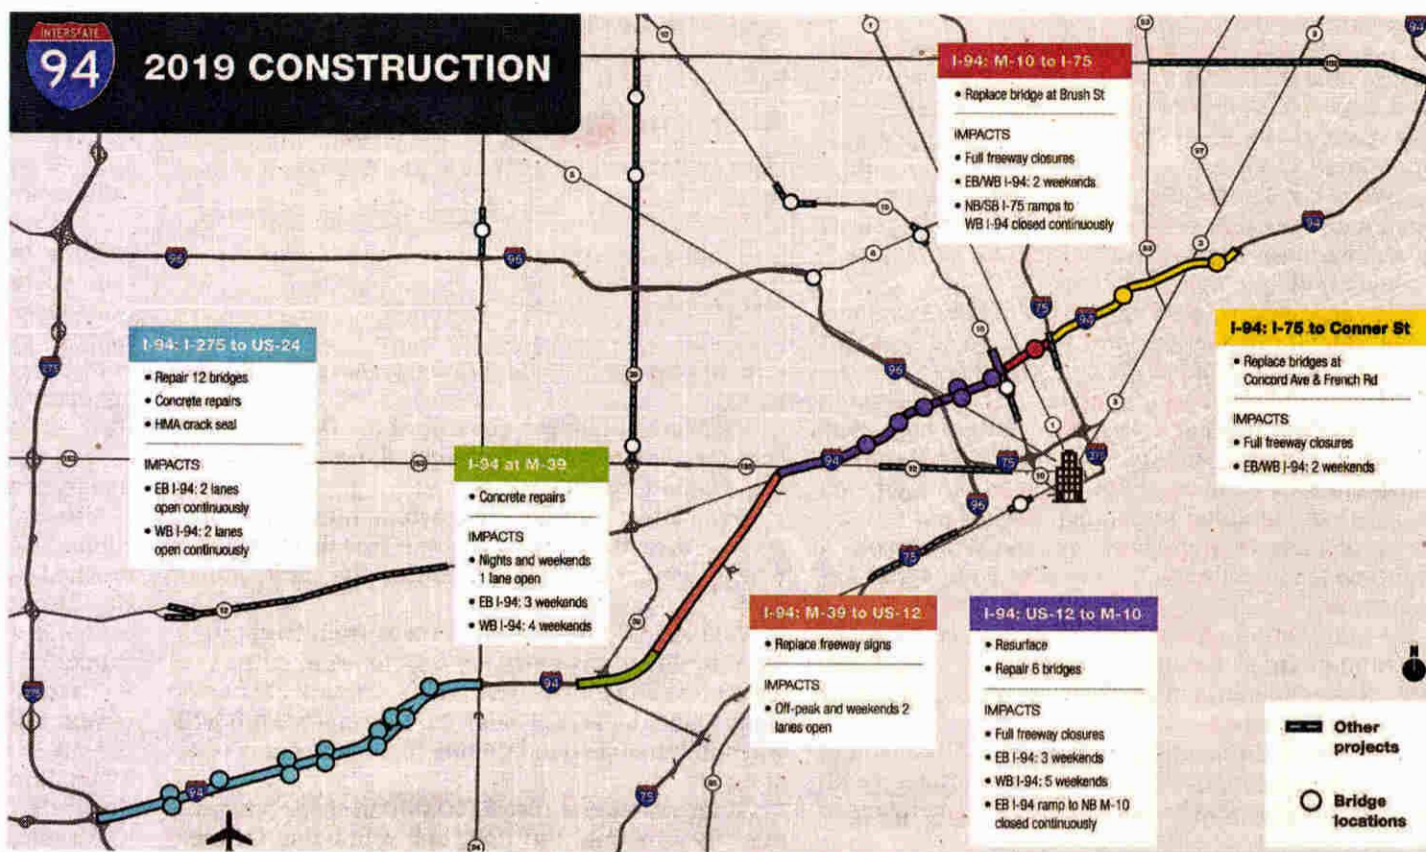 INTERSTATE
94
2019 CONSTRUCTION
I-94: M-10 to I-75
• Replace bridge at Brush St
IMPACTS
• Full freeway closures
• EB/WB I-94: 2 weekends
• NB/SB I-75 ramps to
WB I-94 closed continuously
I-94: I-75 to Conner St
• Replace bridges at
Concord Ave & French Rd
IMPACTS
• Full freeway closures
• EB/WB I-94: 2 weekends
I-94: I-275 to US-24
• Repair 12 bridges
• Concrete repairs
• HMA crack seal
IMPACTS
• EB I-94: 2 lanes
open continuously
• WB I-94: 2 lanes
open continuously
I-94 at M-39
• Concrete repairs
IMPACTS
• Nights and weekends
1 lane open
• EB I-94: 3 weekends
• WB I-94: 4 weekends
I-94: M-39 to US-12
• Replace freeway signs
IMPACTS
• Off-peak and weekends 2
lanes open
I-94: US-12 to M-10
• Resurface
• Repair 6 bridges
IMPACTS
• Full freeway closures
• EB I-94: 3 weekends
• WB I-94: 5 weekends
• EB I-94 ramp to NB M-10
closed continuously
Other
projects
Bridge
locations
N
96
96
96
96
94
94
94
94
94
94
75
75
75
75
275
275